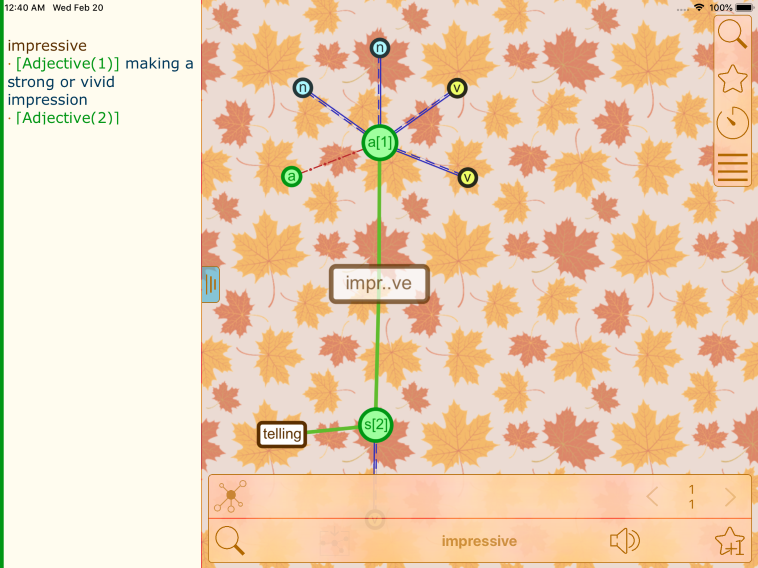 12:40 AM Wed Feb 20
100%
impressive
· [Adjective(1)] making a
strong or vivid
impression
· [Adjective(2)]
n
n
v
a[1]
a
v
impr..ve
s[2]
telling
1
1
impressive
+1